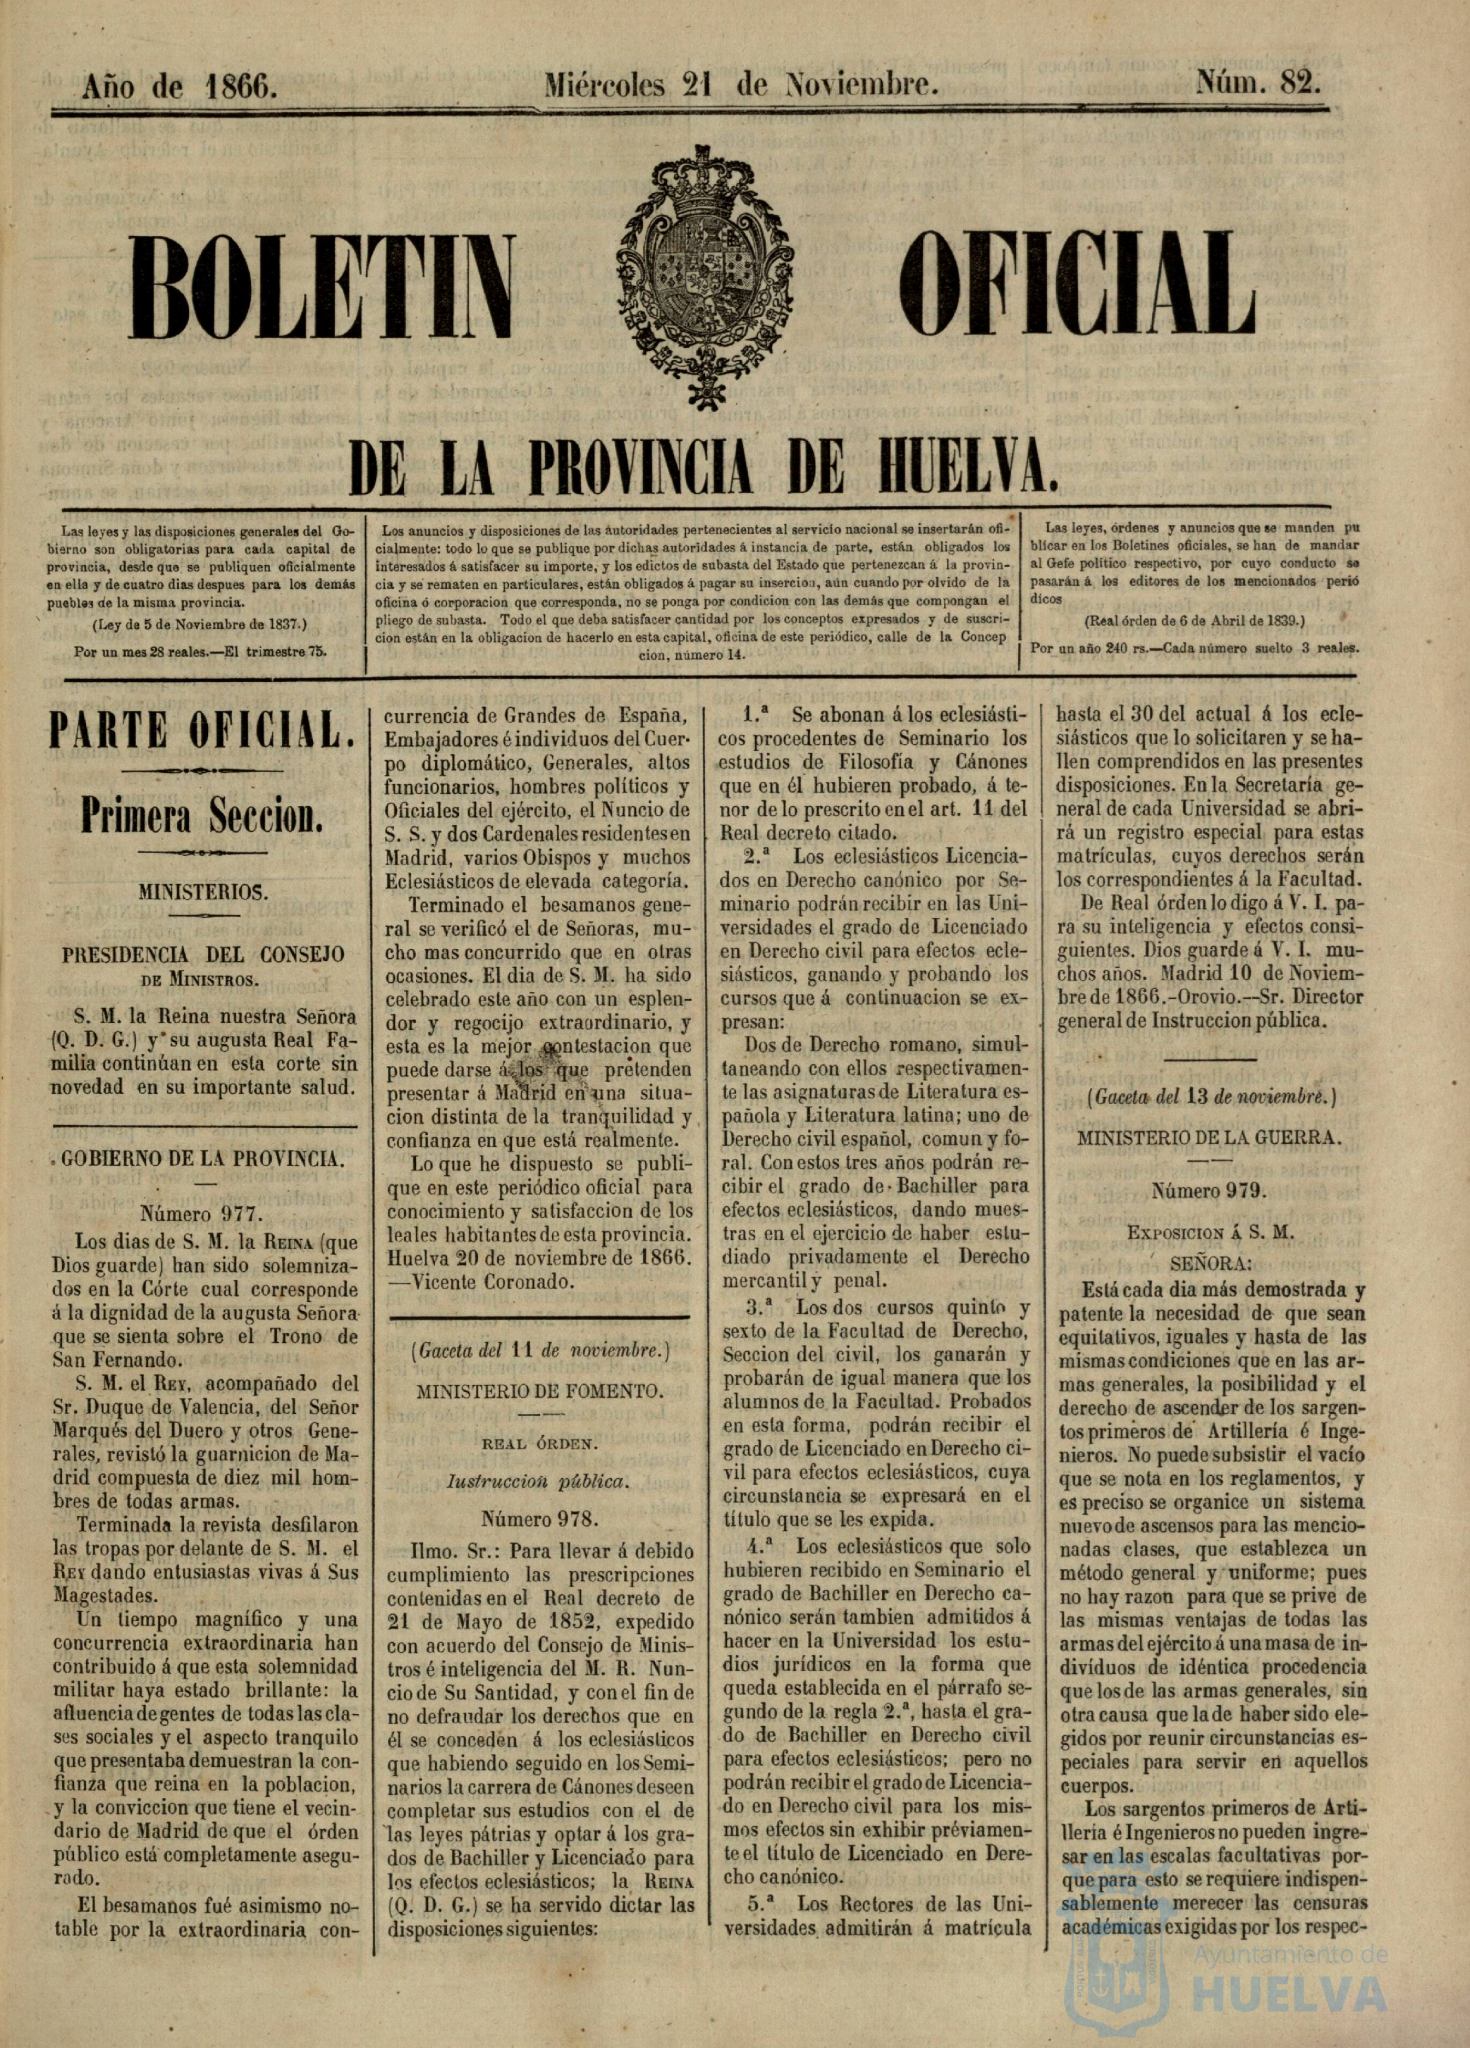 Año de 1866.
Miércoles 21 de Noviembre.
Núm. 82.
BOLETIN OFICIAL
DE LA PROVINCIA DE HUELVA.
Las leyes y las disposiciones generales del Go-
bierno son obligatorias para cada capital de
provincia, desde que se publiquen oficialmente
en ella y de cuatro dias despues para los demás
pueblos de la misma provincia.
(Ley de 5 de Noviembre de 1837.)
Por un mes 28 reales.—El trimestre 75.
Los anuncios y disposiciones de las autoridades pertenecientes al servicio nacional se insertarán ofi-
cialmente: todo lo que se publique por dichas autoridades á instancia de parte, están obligados los
interesados á satisfacer su importe, y los edictos de subasta del Estado que pertenezcan á la provin-
cia y se rematen en particulares, están obligados á pagar su insercion, aún cuando por olvido de la
oficina ó corporacion que corresponda, no se ponga por condicion con las demás que compongan el
pliego de subasta. Todo el que deba satisfacer cantidad por los conceptos expresados y de suscri-
cion están en la obligacion de hacerlo en esta capital, oficina de este periódico, calle de la Concep
cion, número 14.
Las leyes, órdenes y anuncios que se manden pu
blicar en los Boletines oficiales, se han de mandar
al Gefe político respectivo, por cuyo conducto se
pasarán á los editores de los mencionados perió
dicos
(Real órden de 6 de Abril de 1839.)
Por un año 240 rs.—Cada número suelto 3 reales.
PARTE OFICIAL.
Primera Seccion.
MINISTERIOS.
PRESIDENCIA DEL CONSEJO
DE MINISTROS.
S. M. la Reina nuestra Señora
(Q. D. G.) y su augusta Real Fa-
milia continúan en esta corte sin
novedad en su importante salud.
GOBIERNO DE LA PROVINCIA.
Número 977.
Los dias de S. M. la REINA (que
Dios guarde) han sido solemniza-
dos en la Córte cual corresponde
á la dignidad de la augusta Señora
que se sienta sobre el Trono de
San Fernando.
S. M. el REY, acompañado del
Sr. Duque de Valencia, del Señor
Marqués del Duero y otros Gene-
rales, revistó la guarnicion de Ma-
drid compuesta de diez mil hom-
bres de todas armas.
Terminada la revista desfilaron
las tropas por delante de S. M. el
REY dando entusiastas vivas á Sus
Magestades.
Un tiempo magnífico y una
concurrencia extraordinaria han
contribuido á que esta solemnidad
militar haya estado brillante: la
afluencia de gentes de todas las cla-
ses sociales y el aspecto tranquilo
que presentaba demuestran la con-
fianza que reina en la poblacion,
y la conviccion que tiene el vecin-
dario de Madrid de que el órden
público está completamente asegu-
rado.
El besamanos fué asimismo no-
table por la extraordinaria con-
currencia de Grandes de España,
Embajadores é individuos del Cuer-
po diplomático, Generales, altos
funcionarios, hombres políticos y
Oficiales del ejército, el Nuncio de
S. S. y dos Cardenales residentes en
Madrid, varios Obispos y muchos
Eclesiásticos de elevada categoría.
Terminado el besamanos gene-
ral se verificó el de Señoras, mu-
cho mas concurrido que en otras
ocasiones. El dia de S. M. ha sido
celebrado este año con un esplen-
dor y regocijo extraordinario, y
esta es la mejor contestacion que
puede darse á los que pretenden
presentar á Madrid en una situa-
cion distinta de la tranquilidad y
confianza en que está realmente.
Lo que he dispuesto se publi-
que en este periódico oficial para
conocimiento y satisfaccion de los
leales habitantes de esta provincia.
Huelva 20 de noviembre de 1866.
—Vicente Coronado.
(Gaceta del 11 de noviembre.)
MINISTERIO DE FOMENTO.
REAL ÓRDEN.
Iustruccion pública.
Número 978.
Ilmo. Sr.: Para llevar á debido
cumplimiento las prescripciones
contenidas en el Real decreto de
21 de Mayo de 1852, expedido
con acuerdo del Consejo de Minis-
tros é inteligencia del M. R. Nun-
cio de Su Santidad, y con el fin de
no defraudar los derechos que en
él se conceden á los eclesiásticos
que habiendo seguido en los Semi-
narios la carrera de Cánones deseen
completar sus estudios con el de
las leyes pátrias y optar á los gra-
dos de Bachiller y Licenciado para
los efectos eclesiásticos; la REINA
(Q. D. G.) se ha servido dictar las
disposiciones siguientes:
1.ª Se abonan á los eclesiásti-
cos procedentes de Seminario los
estudios de Filosofía y Cánones
que en él hubieren probado, á te-
nor de lo prescrito en el art. 11 del
Real decreto citado.
2.ª Los eclesiásticos Licencia-
dos en Derecho canónico por Se-
minario podrán recibir en las Uni-
versidades el grado de Licenciado
en Derecho civil para efectos ecle-
siásticos, ganando y probando los
cursos que á continuacion se ex-
presan:
Dos de Derecho romano, simul-
taneando con ellos respectivamen-
te las asignaturas de Literatura es-
pañola y Literatura latina; uno de
Derecho civil español, comun y fo-
ral. Con estos tres años podrán re-
cibir el grado de Bachiller para
efectos eclesiásticos, dando mues-
tras en el ejercicio de haber estu-
diado privadamente el Derecho
mercantil y penal.
3.ª Los dos cursos quinto y
sexto de la Facultad de Derecho,
Seccion del civil, los ganarán y
probarán de igual manera que los
alumnos de la Facultad. Probados
en esta forma, podrán recibir el
grado de Licenciado en Derecho ci-
vil para efectos eclesiásticos, cuya
circunstancia se expresará en el
título que se les expida.
4.ª Los eclesiásticos que solo
hubieren recibido en Seminario el
grado de Bachiller en Derecho ca-
nónico serán tambien admitidos á
hacer en la Universidad los estu-
dios jurídicos en la forma que
queda establecida en el párrafo se-
gundo de la regla 2.ª, hasta el gra-
do de Bachiller en Derecho civil
para efectos eclesiásticos; pero no
podrán recibir el grado de Licencia-
do en Derecho civil para los mis-
mos efectos sin exhibir préviamen-
te el título de Licenciado en Dere-
cho canónico.
5.ª Los Rectores de las Uni-
versidades admitirán á matrícula
hasta el 30 del actual á los ecle-
siásticos que lo solicitaren y se ha-
llen comprendidos en las presentes
disposiciones. En la Secretaría ge-
neral de cada Universidad se abri-
rá un registro especial para estas
matrículas, cuyos derechos serán
los correspondientes á la Facultad.
De Real órden lo digo á V. I. pa-
ra su inteligencia y efectos consi-
guientes. Dios guarde á V. I. mu-
chos años. Madrid 10 de Noviem-
bre de 1866.-Orovio.—Sr. Director
general de Instruccion pública.
(Gaceta del 13 de noviembre.)
MINISTERIO DE LA GUERRA.
Número 979.
EXPOSICION Á S. M.
SEÑORA:
Está cada dia más demostrada y
patente la necesidad de que sean
equitativos, iguales y hasta de las
mismas condiciones que en las ar-
mas generales, la posibilidad y el
derecho de ascender de los sargen-
tos primeros de Artillería é Inge-
nieros. No puede subsistir el vacío
que se nota en los reglamentos, y
es preciso se organice un sistema
nuevo de ascensos para las mencio-
nadas clases, que establezca un
método general y uniforme; pues
no hay razon para que se prive de
las mismas ventajas de todas las
armas del ejército á una masa de in-
dividuos de idéntica procedencia
que los de las armas generales, sin
otra causa que la de haber sido ele-
gidos por reunir circunstancias es-
peciales para servir en aquellos
cuerpos.
Los sargentos primeros de Arti-
llería é Ingenieros no pueden ingre-
sar en las escalas facultativas por-
que para esto se requiere indispen-
sablemente merecer las censuras
académicas exigidas por los respec-
Ayuntamiento de
HUELVA